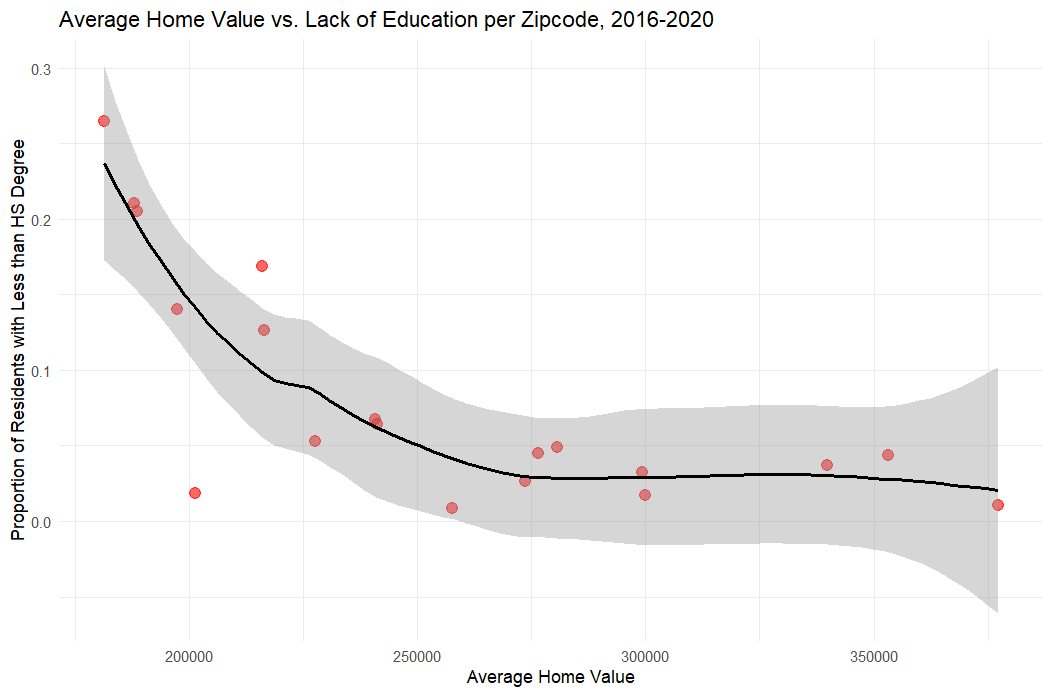 Average Home Value vs. Lack of Education per Zipcode, 2016-2020
Proportion of Residents with Less than HS Degree
0.3
0.2
0.1
0.0
200000
250000
300000
350000
Average Home Value